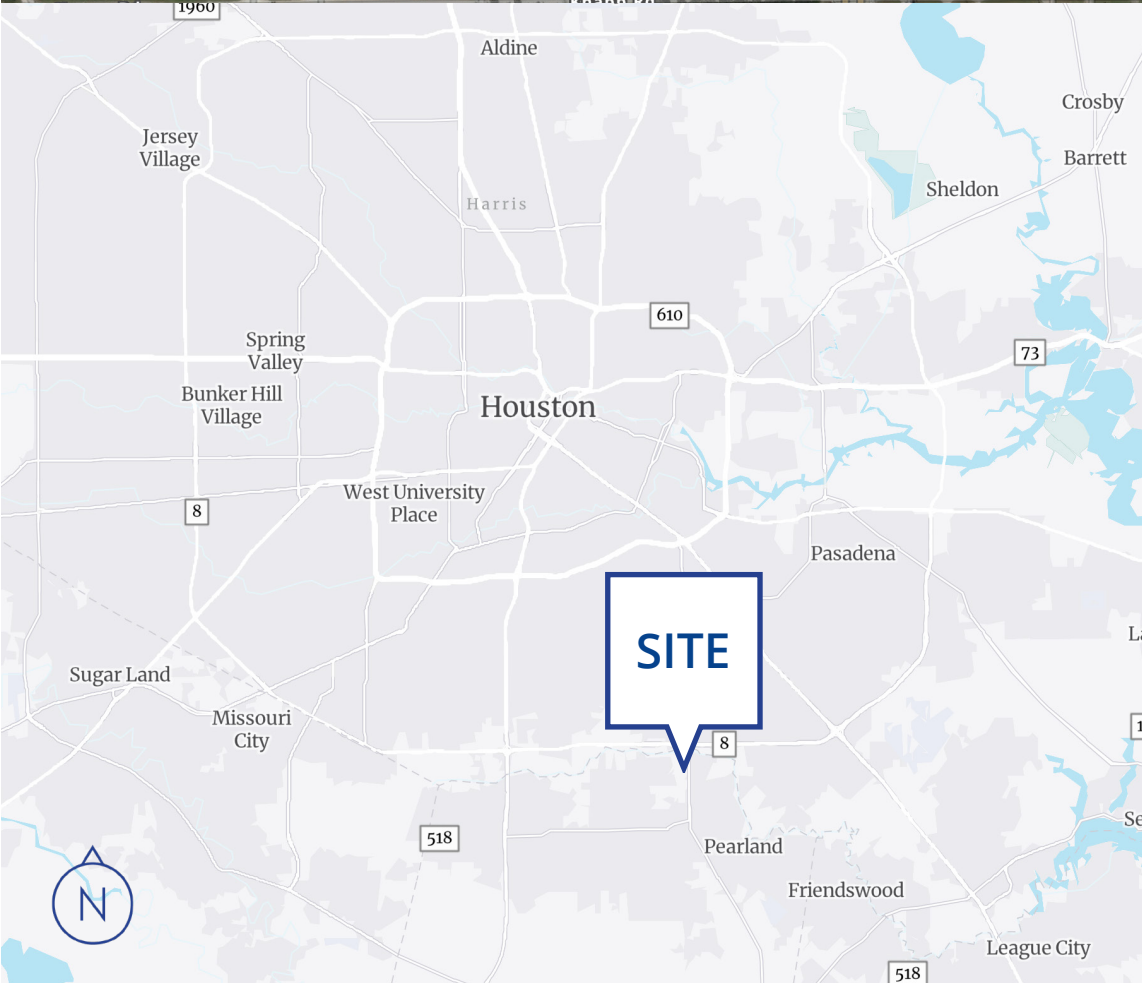 1960
Aldine
Crosby
Jersey
Village
Barrett
Sheldon
Harris
610
Spring
Valley
73
Bunker Hill
Village
Houston
West University
Place
8
Pasadena
SITE
Sugar Land
Missouri
City
8
518
Pearland
Friendswood
N
League City
518